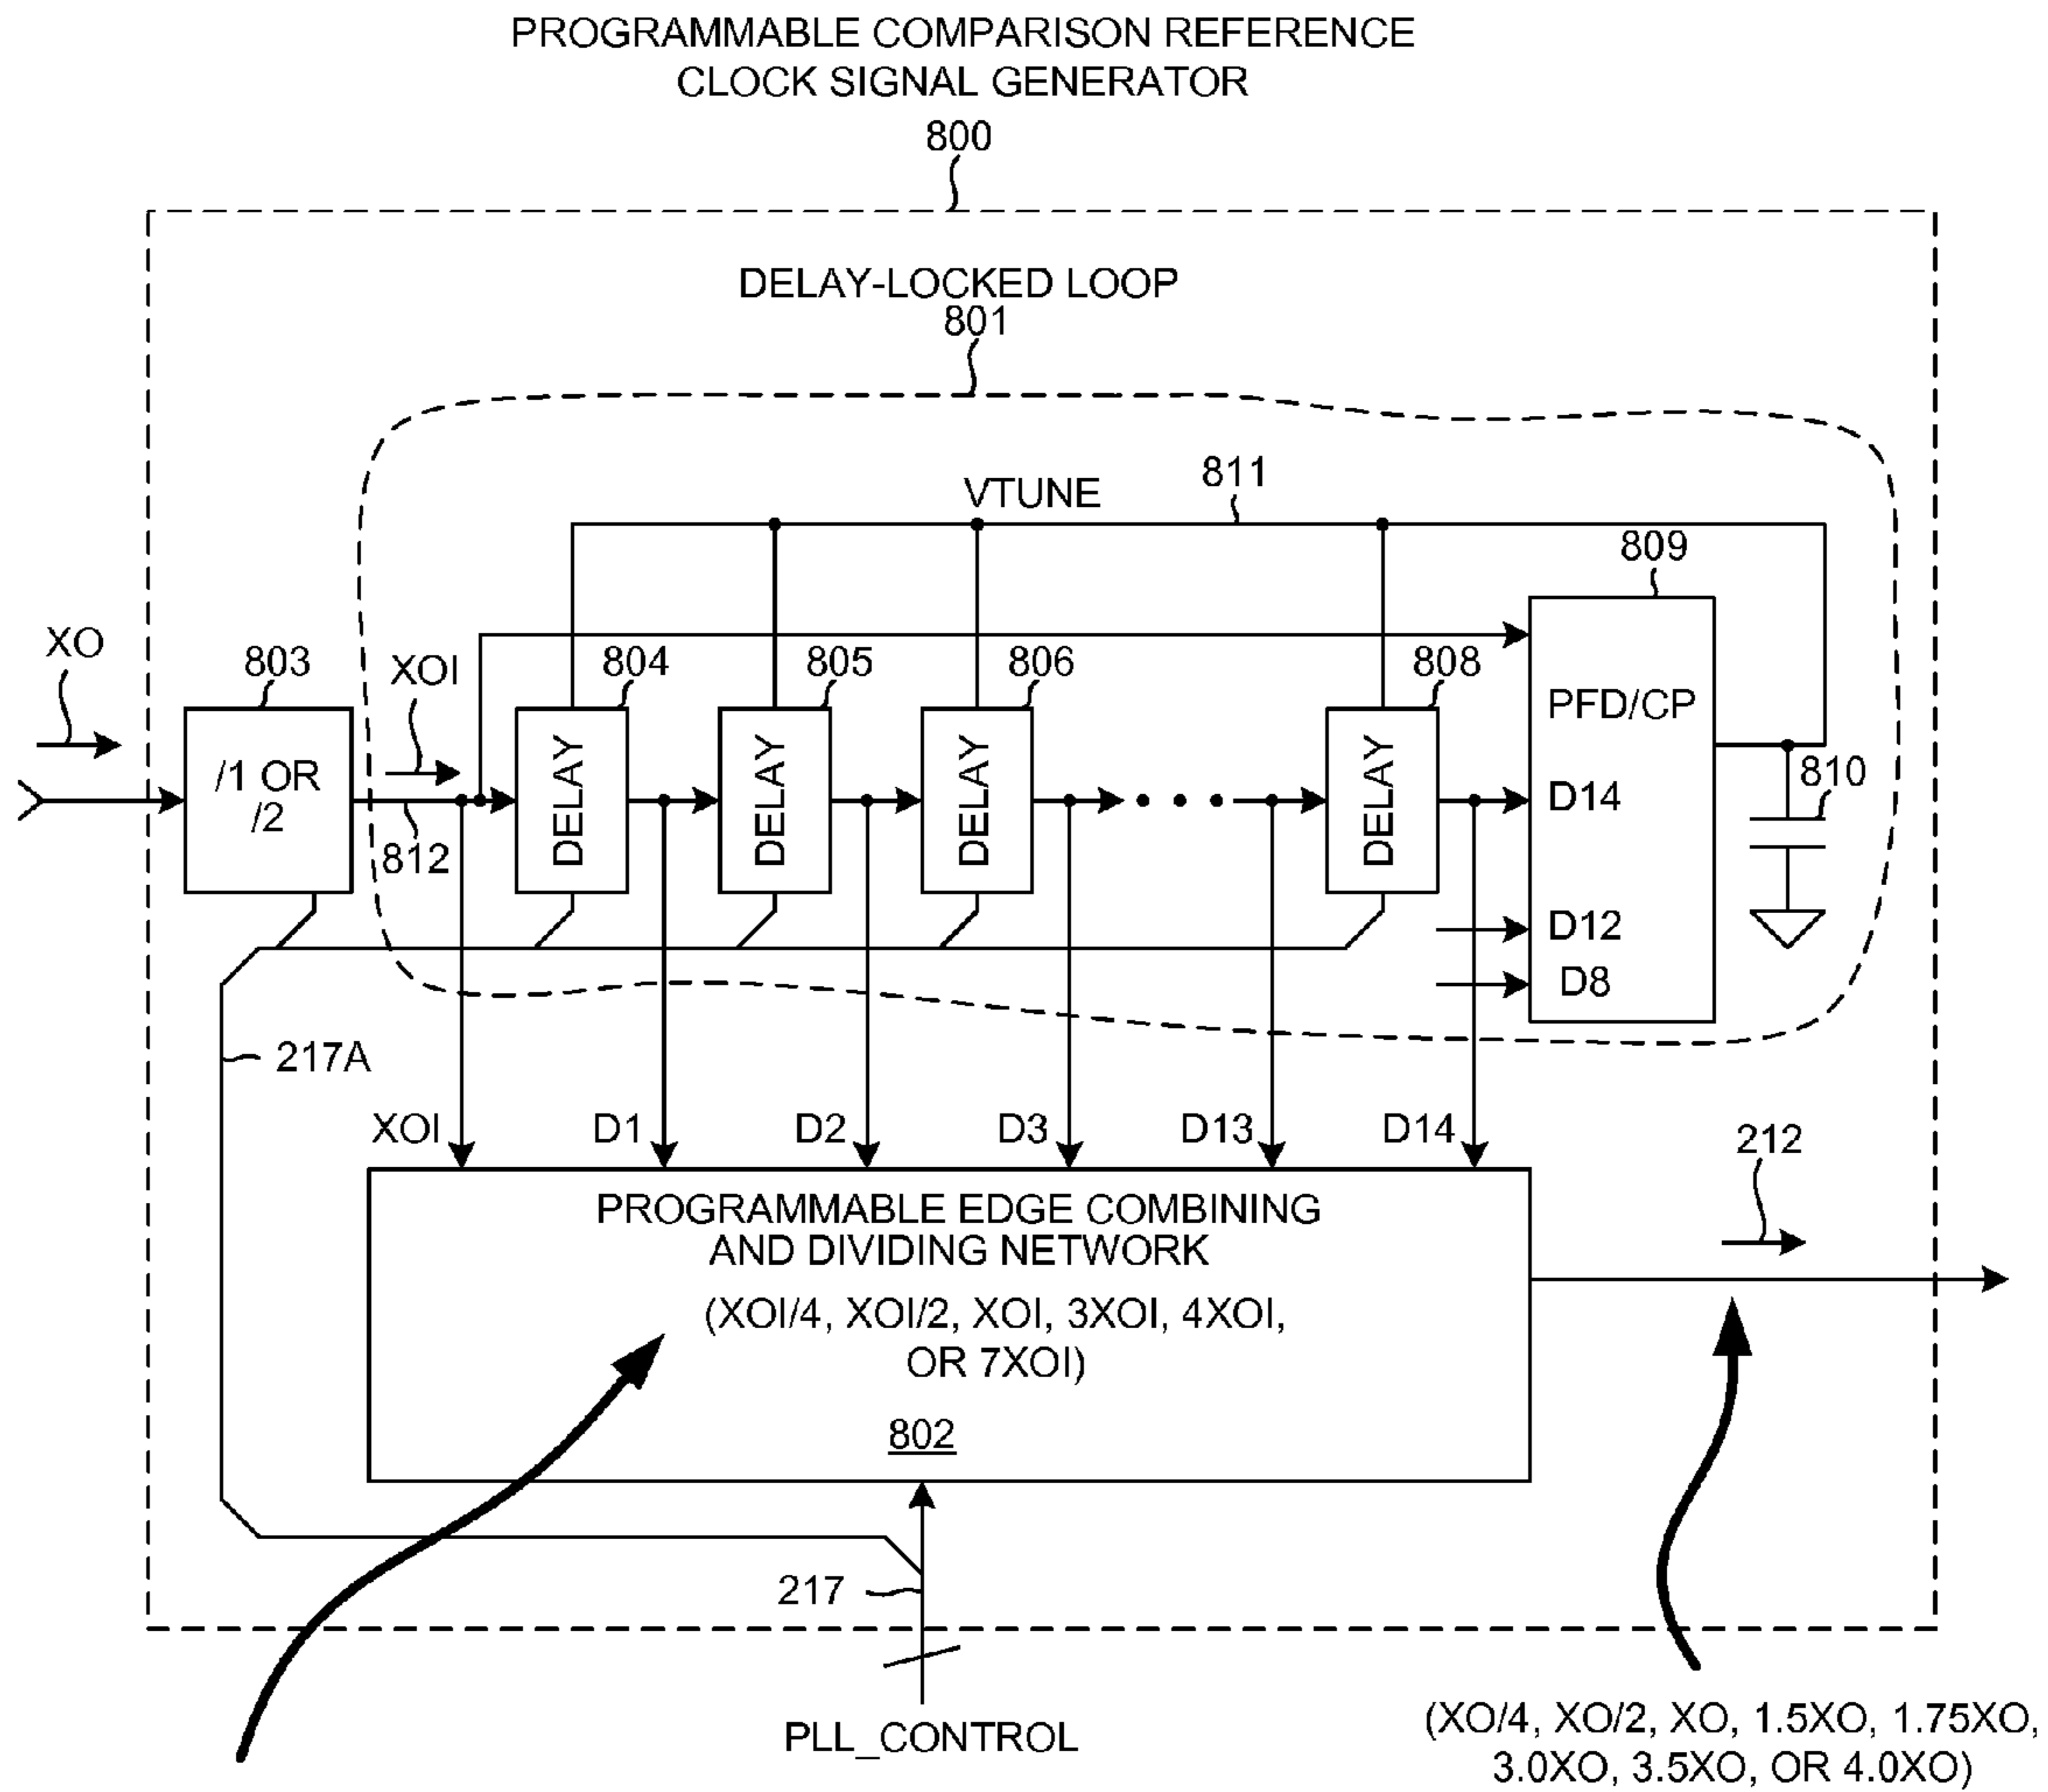 PROGRAMMABLE COMPARISON REFERENCE
CLOCK SIGNAL GENERATOR
800
DELAY-LOCKED LOOP
801
811
VTUNE
809
XO
803
XOI
804
805
806
808
PFD/CP
/1 OR
/2
DELAY
DELAY
DELAY
DELAY
D14
810
812
D12
D8
217A
XOI
D1
D2
D3
D13
D14
212
PROGRAMMABLE EDGE COMBINING
AND DIVIDING NETWORK
(XOI/4, XOI/2, XOI, 3XOI, 4XOI,
OR 7XOI)
802
217
PLL_CONTROL
(XO/4, XO/2, XO, 1.5XO, 1.75XO,
3.0XO, 3.5XO, OR 4.0XO)